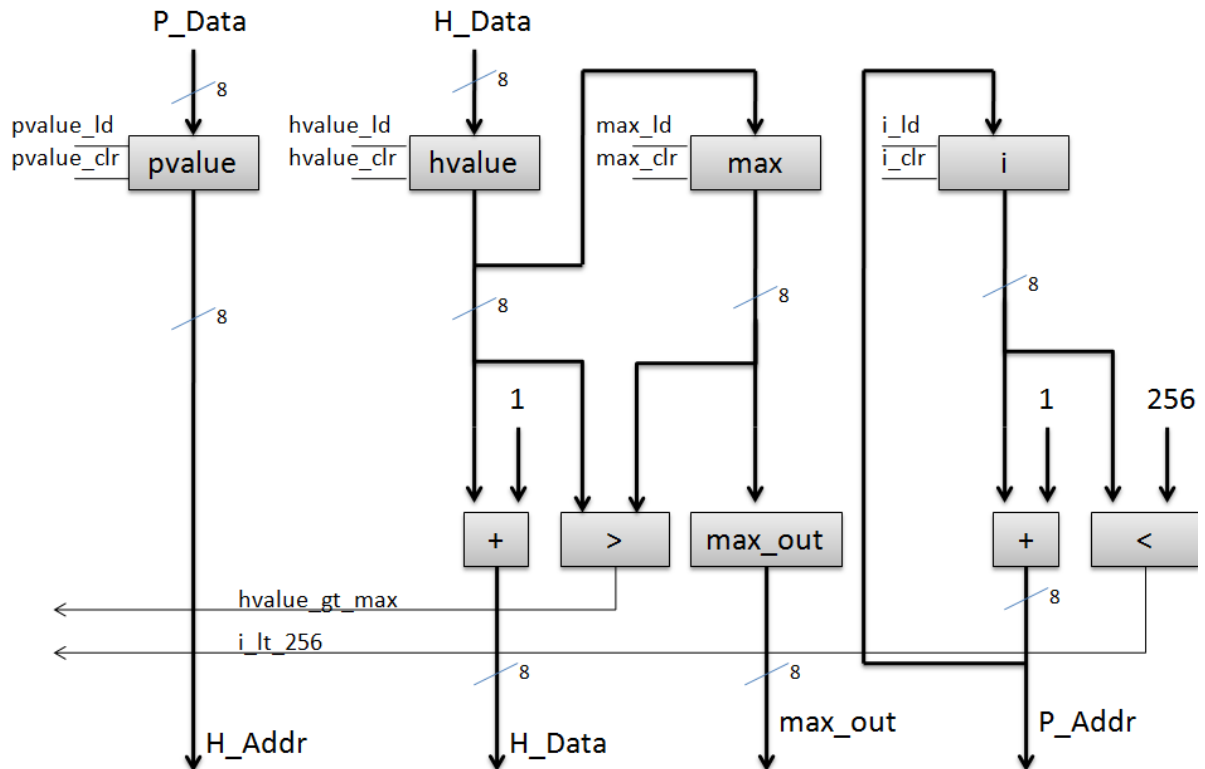 P_Data
H_Data
8
8
pvalue_ld
pvalue_clr
pvalue
hvalue_ld
hvalue_clr
hvalue
max_ld
max_clr
max
i_ld
i_clr
i
8
8
8
8
1
1
256
+
>
max_out
+
<
hvalue_gt_max
8
i_lt_256
8
8
H_Addr
H_Data
max_out
P_Addr